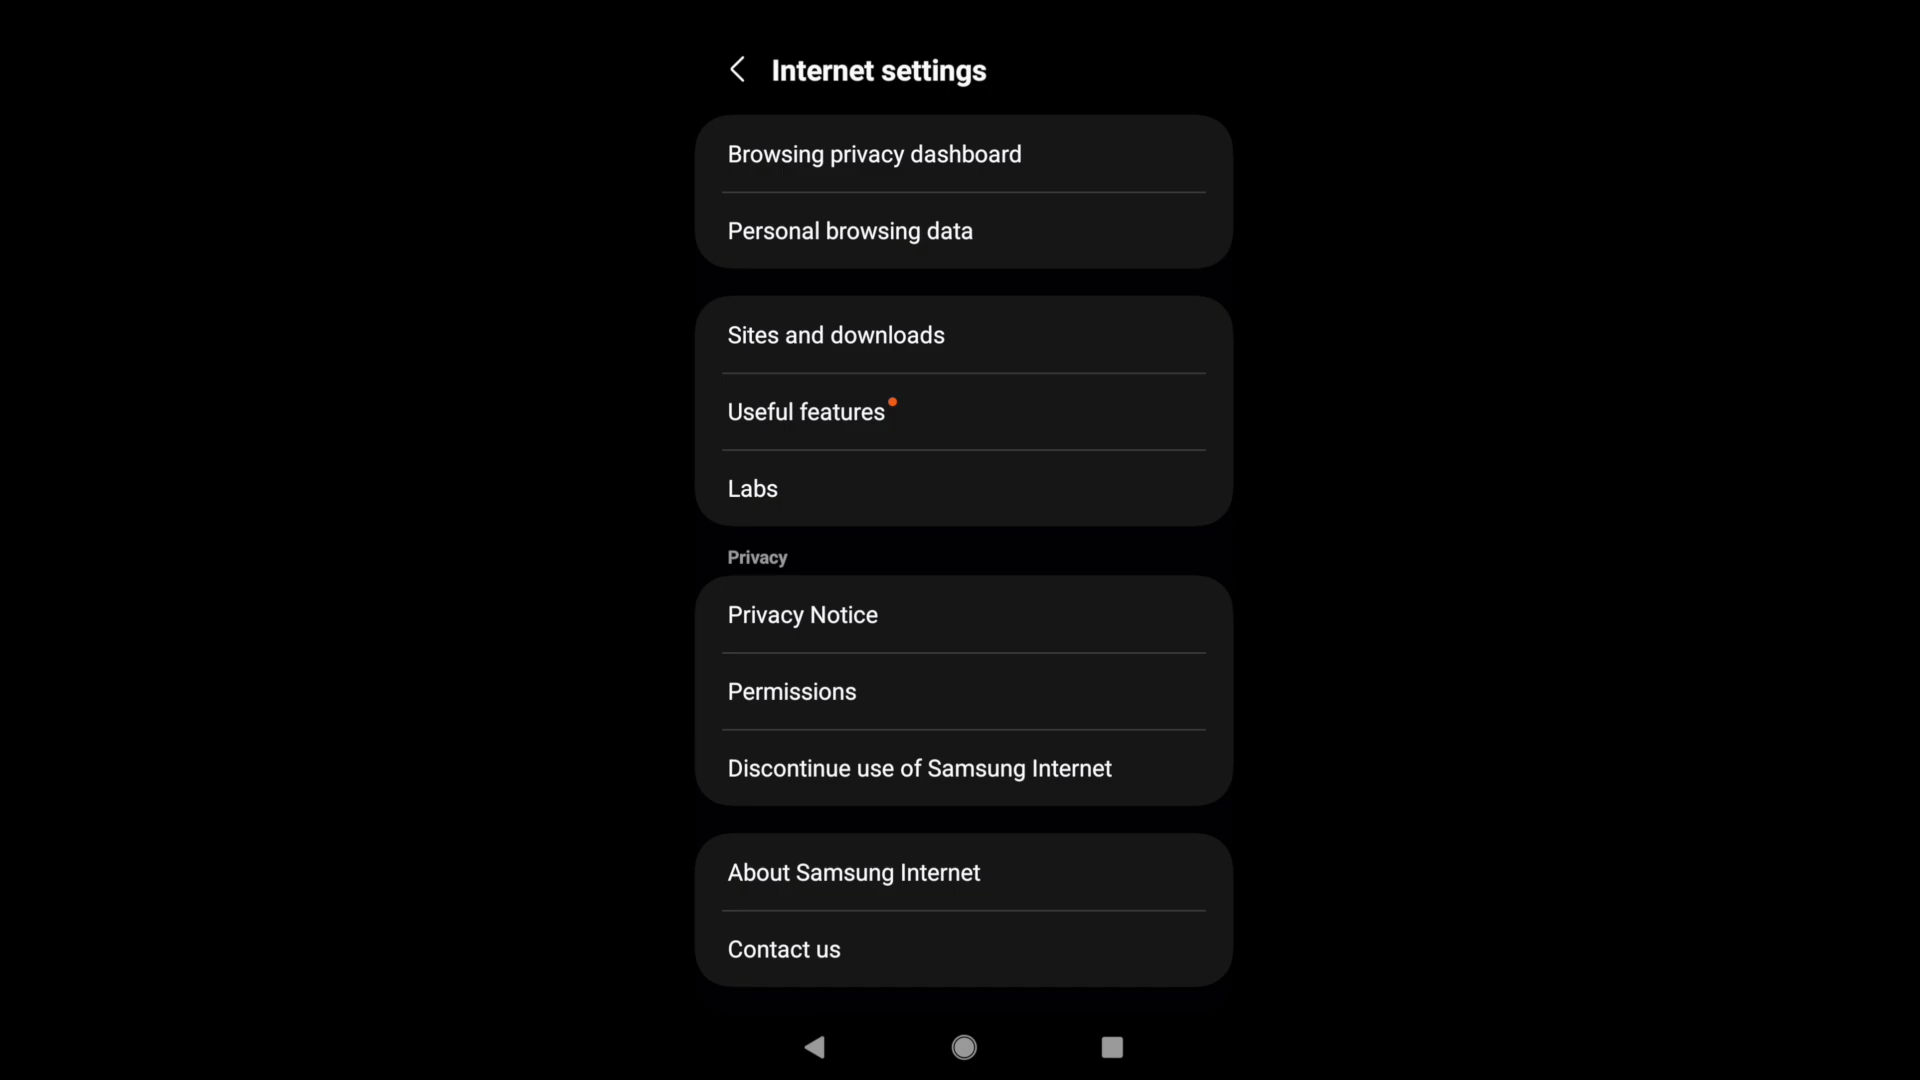 Internet settings
Browsing privacy dashboard
Personal browsing data
Sites and downloads
Useful features
Labs
Privacy
Privacy Notice
Permissions
Discontinue use of Samsung Internet
About Samsung Internet
Contact us